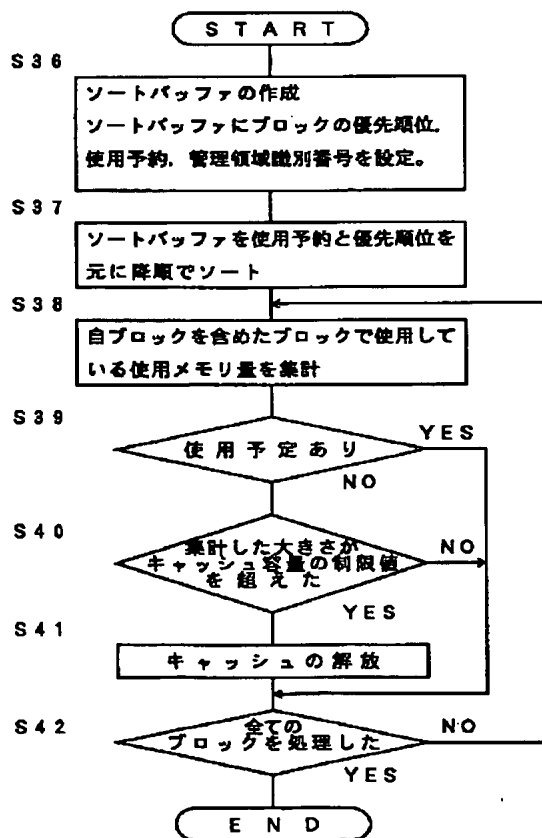 START
S36
ソートバッファの作成
ソートバッファにブロックの優先順位,
使用予約,管理領域識別番号を設定。
S37
ソートバッファを使用予約と優先順位を
元に降順でソート
S38
自ブロックを含めたブロックで使用して
いる使用メモリ量を集計
S39
使用予定あり
YES
NO
S40
集計した大きさが
キャッシュ容量の制限値
を超えた
NO
YES
S41
キャッシュの解放
S42
全ての
ブロックを処理した
NO
YES
END